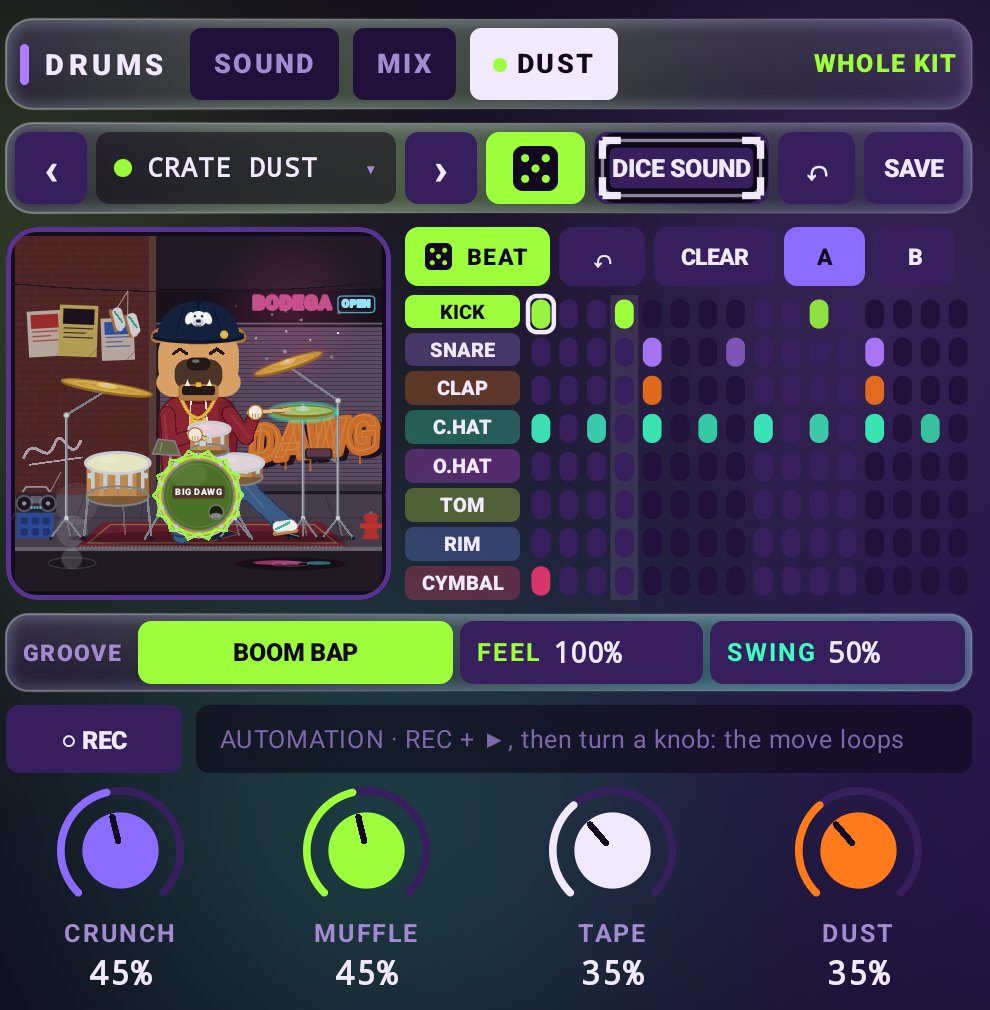 DRUMS SOUND MIX DUST WHOLE KIT
‹ CRATE DUST ▾ › DICE SOUND ↶ SAVE
BEAT ↶ CLEAR A B
BODEGA OPEN
DAWG
BIG DAWG
KICK
SNARE
CLAP
C.HAT
O.HAT
TOM
RIM
CYMBAL
GROOVE BOOM BAP FEEL 100% SWING 50%
○ REC AUTOMATION · REC + ►, then turn a knob: the move loops
CRUNCH MUFFLE TAPE DUST
45% 45% 35% 35%